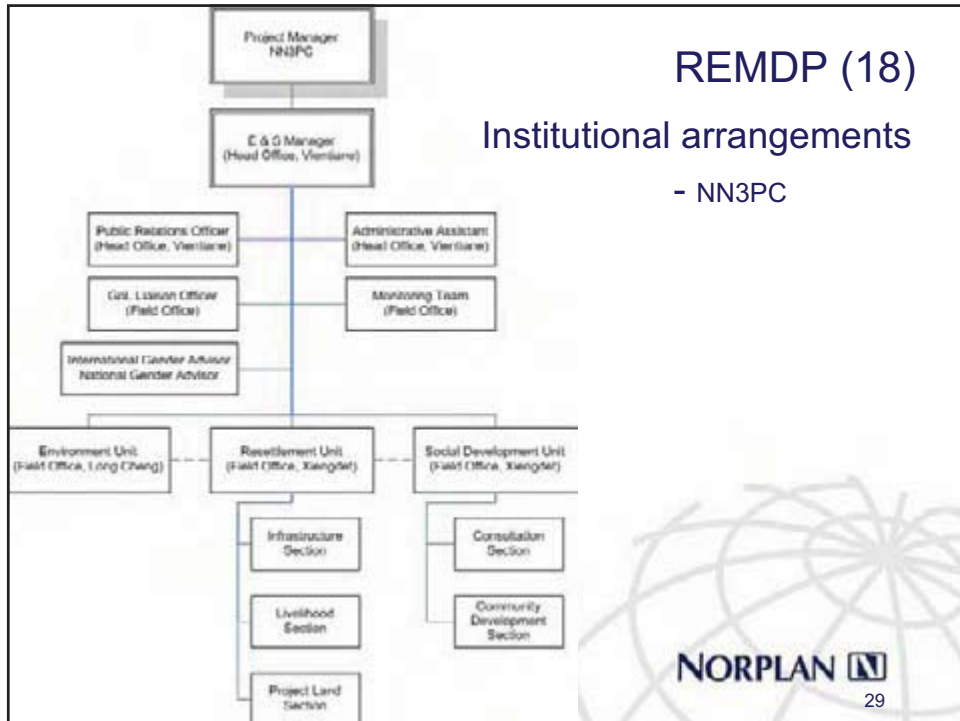 Project Manager
NN3PC
REMDP (18)
Institutional arrangements
- NN3PC
E & S Manager
(Head Office, Vientiane)
Public Relations Officer
(Head Office, Vientiane)
Administrative Assistant
(Head Office, Vientiane)
GoL Liaison Officer
(Field Office)
Monitoring Team
(Field Office)
International Gender Advisor
National Gender Advisor
Environment Unit
(Field Office, Long Cheng)
Resettlement Unit
(Field Office, Xiengdet)
Social Development Unit
(Field Office, Xiengdet)
Infrastructure
Section
Livelihood
Section
Project Land
Section
Consultation
Section
Community
Development
Section
NORPLAN N
29